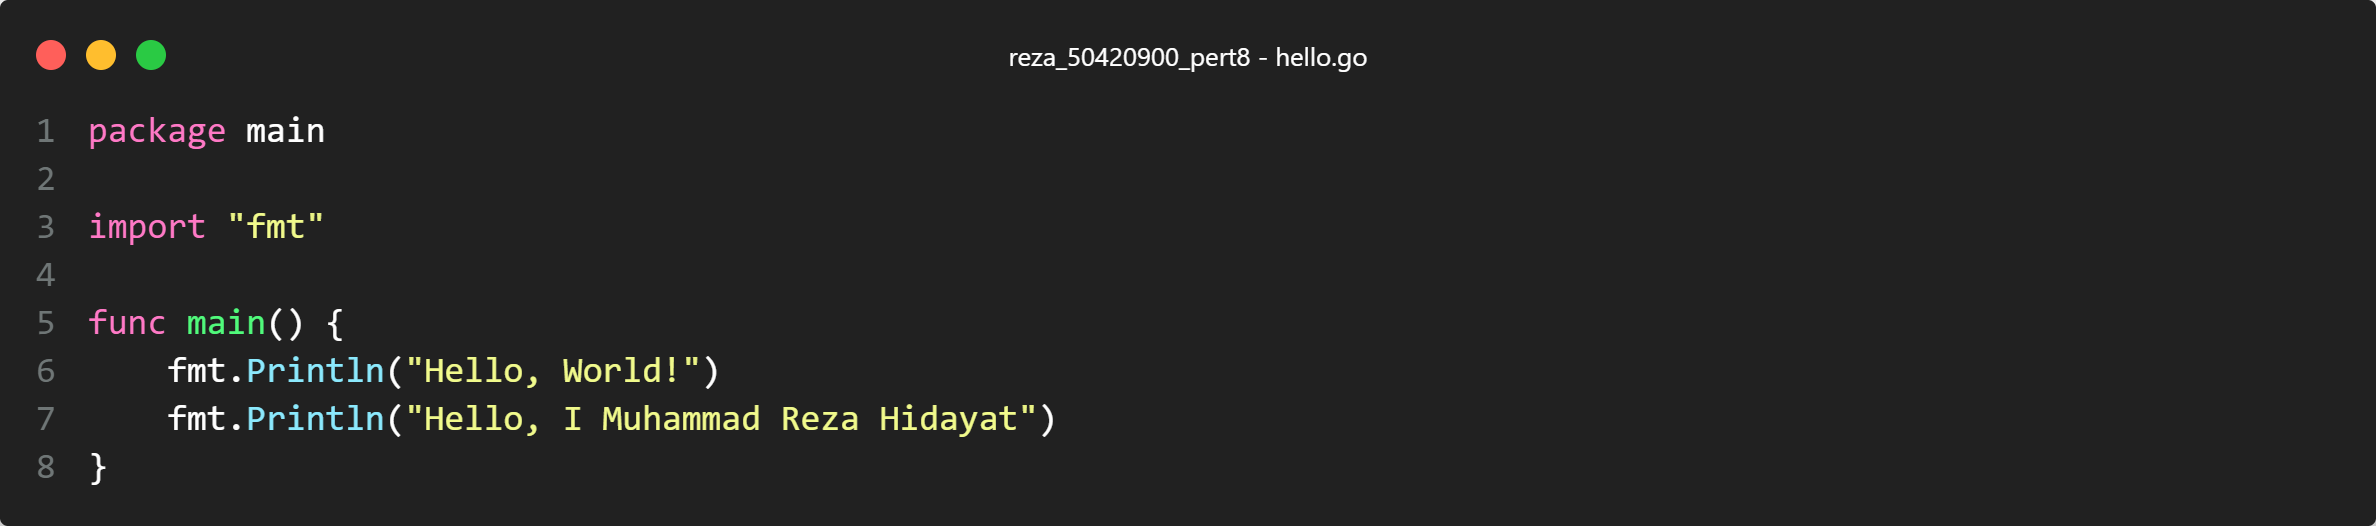 reza_50420900_pert8 - hello.go
1 package main
2
3 import "fmt"
4
5 func main() {
6     fmt.Println("Hello, World!")
7     fmt.Println("Hello, I Muhammad Reza Hidayat")
8 }